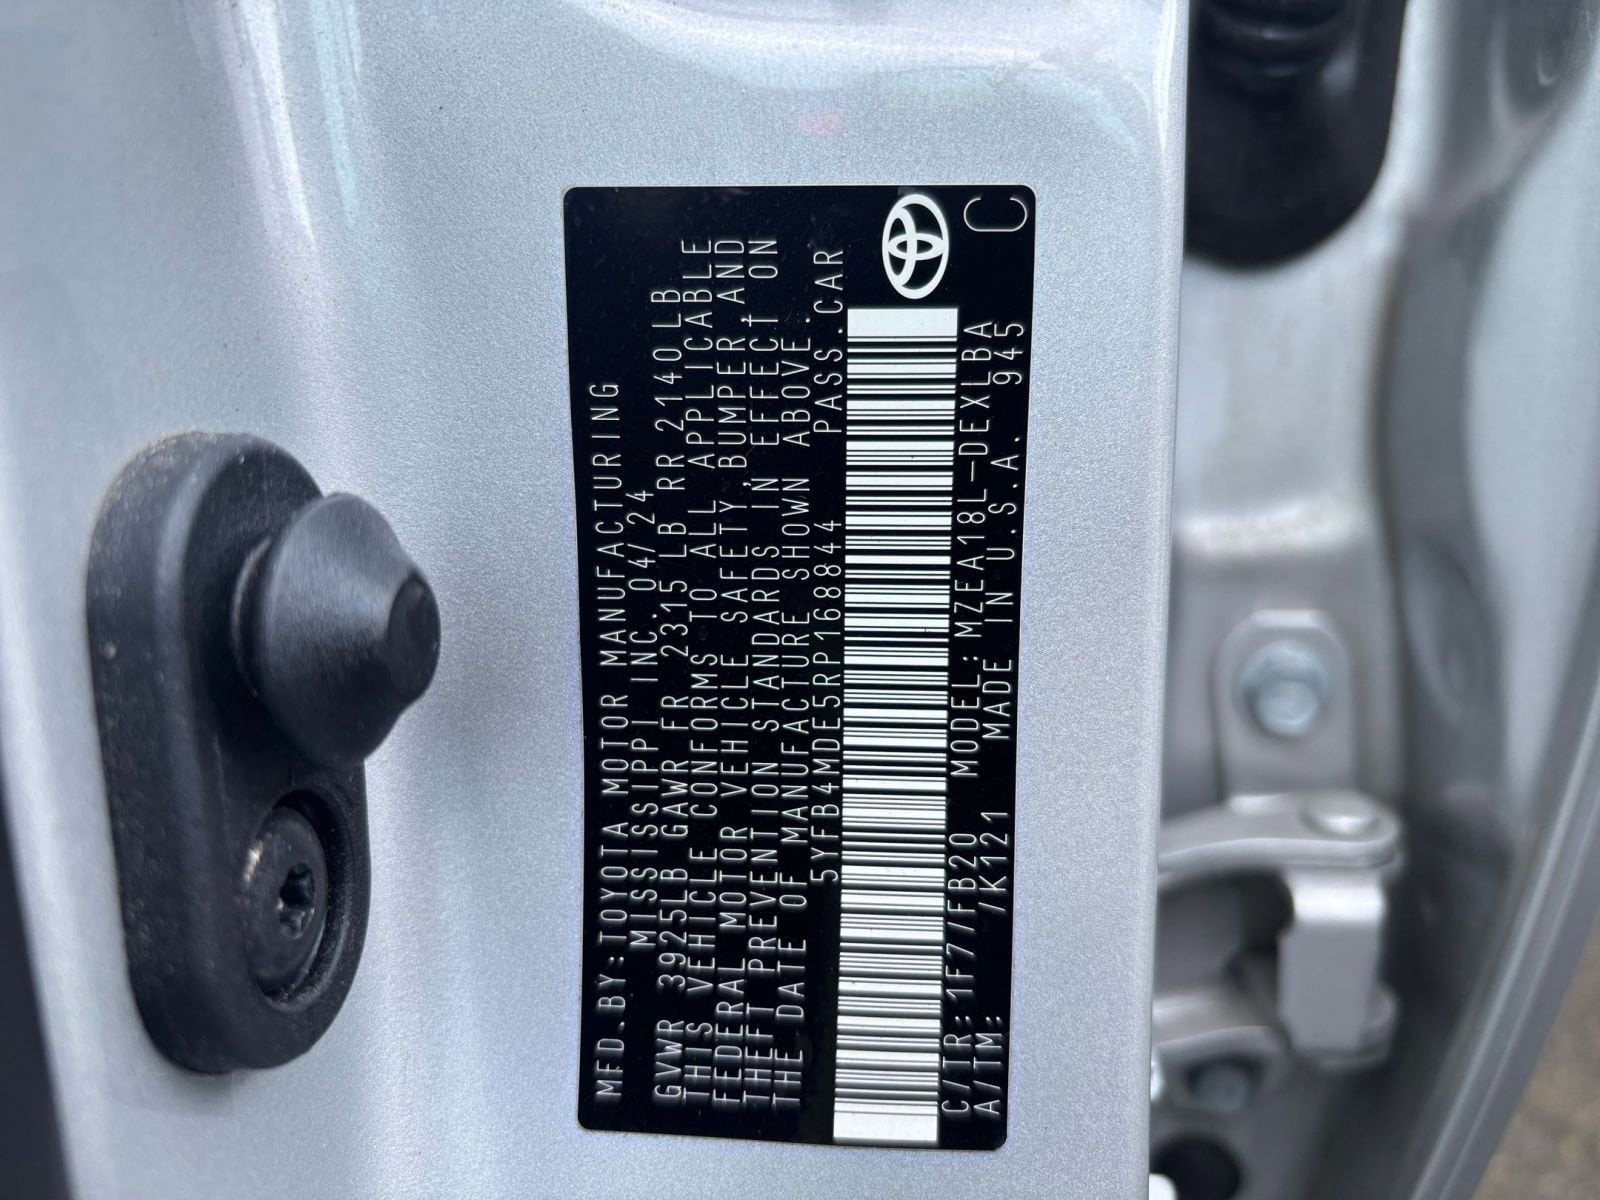 MFD.BY:TOYOTA MOTOR MANUFACTURING
MISSISSIPPI INC. 04/24
GVWR 3925LB GAWR FR 2315LB RR 2140LB
THIS VEHICLE CONFORMS TO ALL APPLICABLE
FEDERAL MOTOR VEHICLE SAFETY,BUMPER,AND
THEFT PREVENTION STANDARDS IN EFFECT ON
THE DATE OF MANUFACTURE SHOWN ABOVE.
5YFB4MDE5RP168844 PASS.CAR
C/TR:1F7/FB20 MODEL:MZEA18L-DEXLBA
A/TM: /K121 MADE IN U.S.A. 945
C